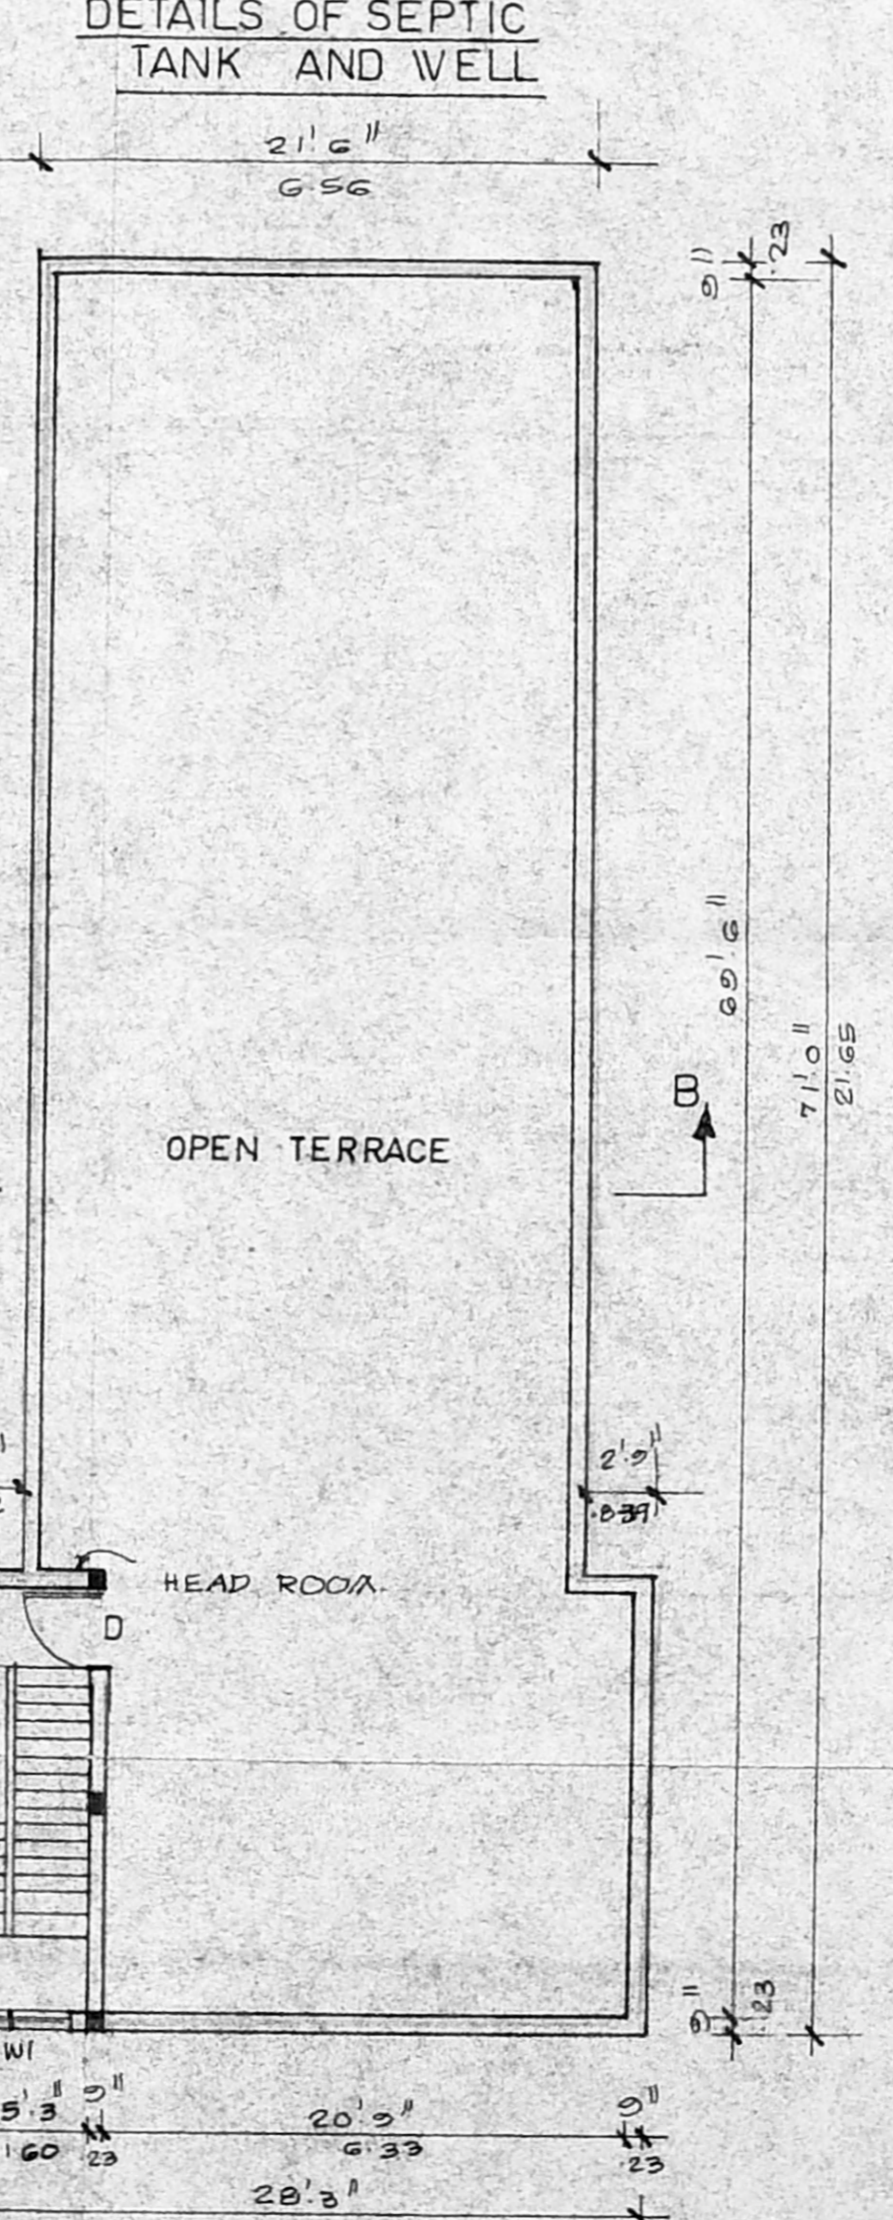 DETAILS OF SEPTIC
TANK AND WELL
21'6"
6.56
9"
.23
69'.6"
71'.0"
21.65
B
OPEN TERRACE
2'.9"
.839
HEAD ROOM.
D
9"
.23
W1
5'.3"
9"
20'.9"
9"
1.60
.23
6.33
.23
28'.3"